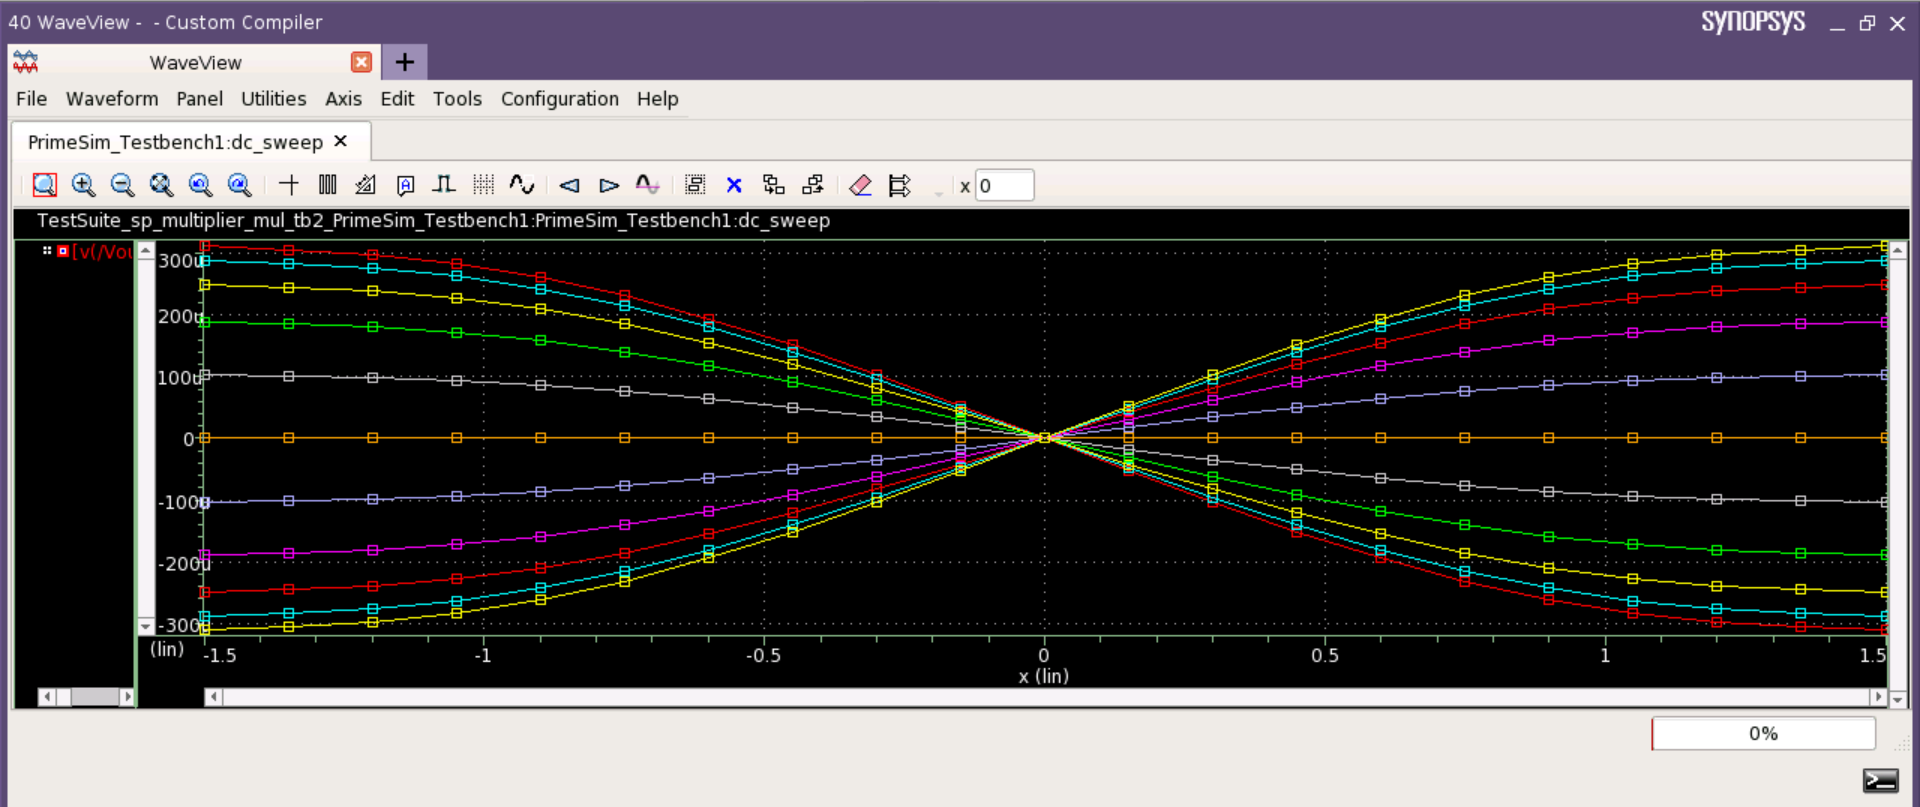 40 WaveView - - Custom Compiler
SYNOPSYS
WaveView
File Waveform Panel Utilities Axis Edit Tools Configuration Help
PrimeSim_Testbench1:dc_sweep
x 0
TestSuite_sp_multiplier_mul_tb2_PrimeSim_Testbench1:PrimeSim_Testbench1:dc_sweep
[v(/Vou
300u
200u
100u
0
-100u
-200u
-300
(lin)
-1.5 -1 -0.5 0 0.5 1 1.5
x (lin)
0%